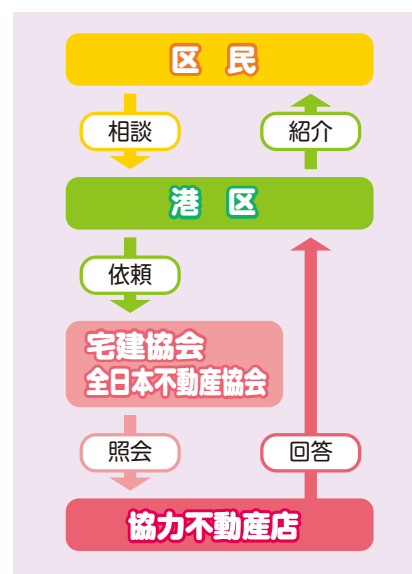 区 民
相談
紹介
港 区
依頼
宅建協会
全日本不動産協会
照会
回答
協力不動産店